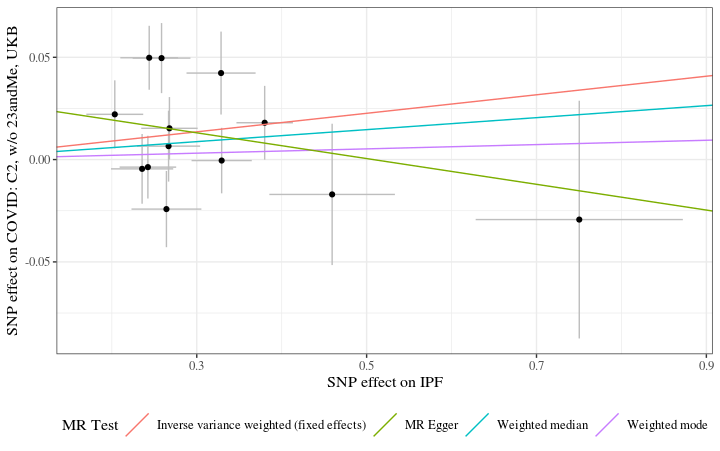 SNP effect on COVID: C2, w/o 23andMe, UKB
0.05
0.00
-0.05
0.3
0.5
0.7
0.9
SNP effect on IPF
MR Test
Inverse variance weighted (fixed effects)
MR Egger
Weighted median
Weighted mode